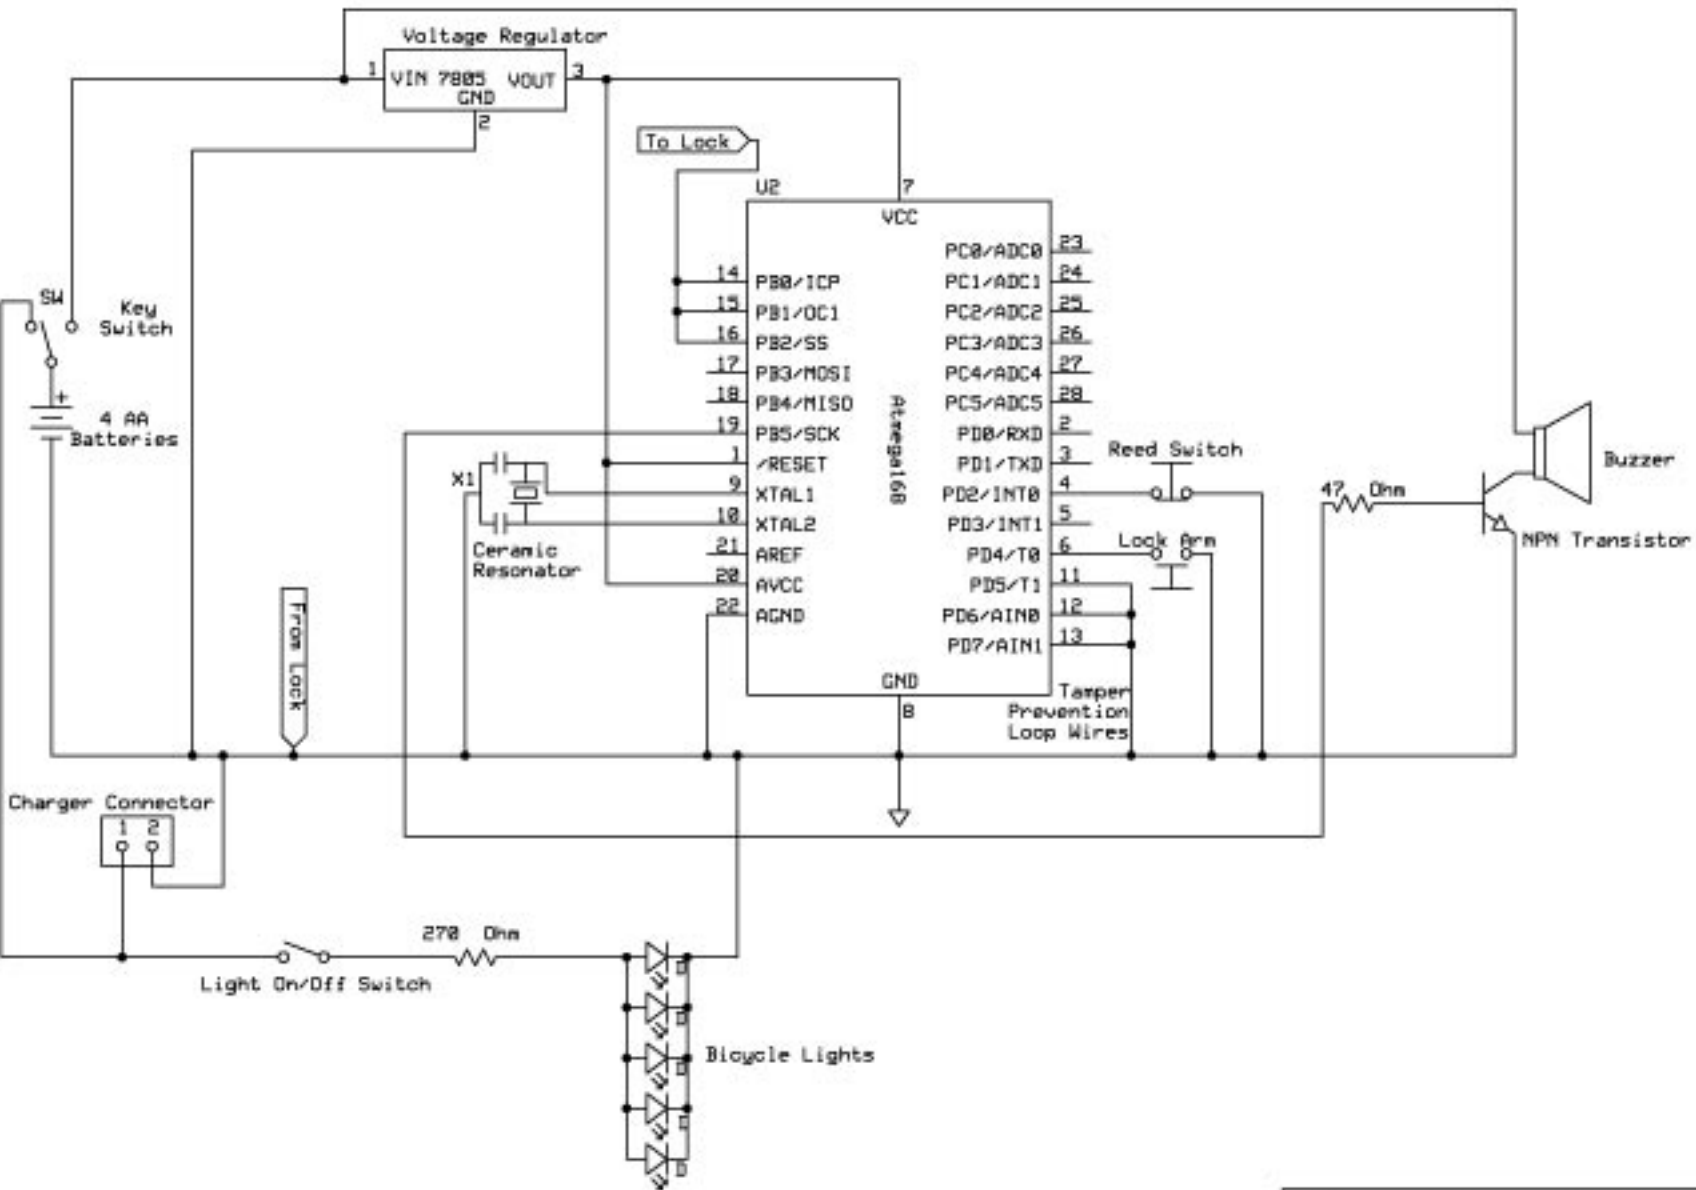 Voltage Regulator
1 VIN 7805 VOUT 3
GND
2
To Lock
U2
7
VCC
PC0/ADC0 23
14 PB0/ICP PC1/ADC1 24
15 PB1/OC1 PC2/ADC2 25
16 PB2/SS PC3/ADC3 26
17 PB3/MOSI PC4/ADC4 27
18 PB4/MISO PC5/ADC5 28
19 PB5/SCK PD0/RXD 2
1 /RESET PD1/TXD 3
9 XTAL1 PD2/INT0 4
10 XTAL2 PD3/INT1 5
21 AREF PD4/T0 6
20 AVCC PD5/T1 11
22 AGND PD6/AIN0 12
PD7/AIN1 13
Atmega168
GND
8
SW
Key
Switch
+
4 AA
Batteries
X1
Ceramic
Resonator
From Lock
Reed Switch
Lock Arm
Tamper
Prevention
Loop Wires
47 Ohm
Buzzer
NPN Transistor
Charger Connector
1 2
270 Ohm
Light On/Off Switch
Bicycle Lights